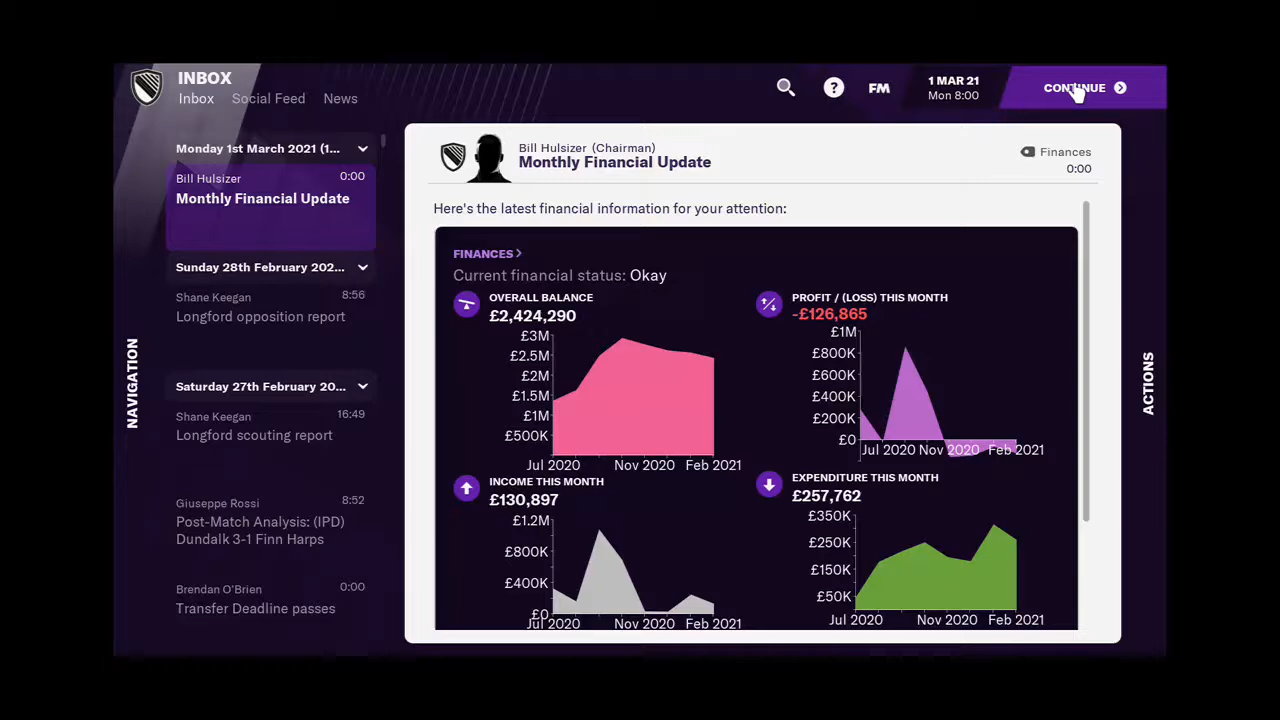 INBOX
Inbox Social Feed News
FM
1 MAR 21
Mon 8:00
CONTINUE
NAVIGATION
Monday 1st March 2021 (1...
Bill Hulsizer 0:00
Monthly Financial Update
Sunday 28th February 202...
Shane Keegan 8:56
Longford opposition report
Saturday 27th February 20...
Shane Keegan 16:49
Longford scouting report
Giuseppe Rossi 8:52
Post-Match Analysis: (IPD)
Dundalk 3-1 Finn Harps
Brendan O'Brien 0:00
Transfer Deadline passes
Bill Hulsizer (Chairman)
Monthly Financial Update
Finances
0:00
Here's the latest financial information for your attention:
FINANCES >
Current financial status: Okay
OVERALL BALANCE
£2,424,290
£3M
£2.5M
£2M
£1.5M
£1M
£500K
Jul 2020 Nov 2020 Feb 2021
PROFIT / (LOSS) THIS MONTH
-£126,865
£1M
£800K
£600K
£400K
£200K
£0
Jul 2020 Nov 2020 Feb 2021
INCOME THIS MONTH
£130,897
£1.2M
£800K
£400K
£0
Jul 2020 Nov 2020 Feb 2021
EXPENDITURE THIS MONTH
£257,762
£350K
£250K
£150K
£50K
Jul 2020 Nov 2020 Feb 2021
ACTIONS